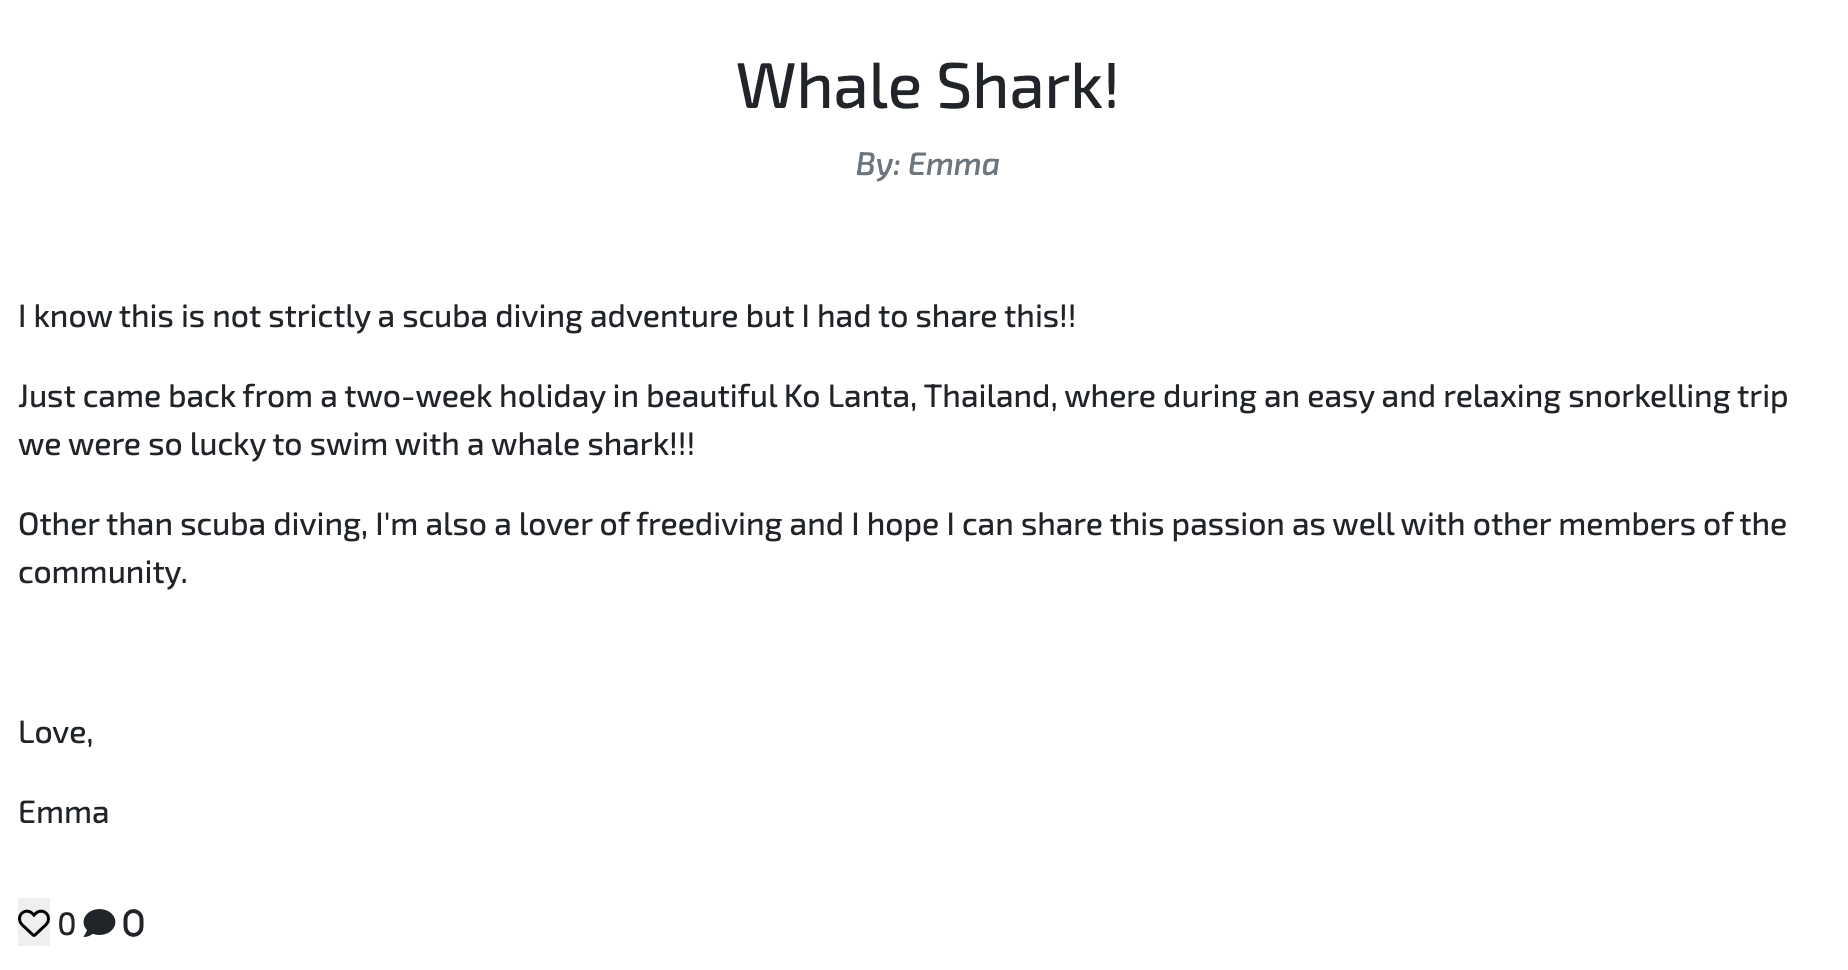 Whale Shark!
By: Emma
I know this is not strictly a scuba diving adventure but I had to share this!!
Just came back from a two-week holiday in beautiful Ko Lanta, Thailand, where during an easy and relaxing snorkelling trip
we were so lucky to swim with a whale shark!!!
Other than scuba diving, I'm also a lover of freediving and I hope I can share this passion as well with other members of the
community.
Love,
Emma
0 0